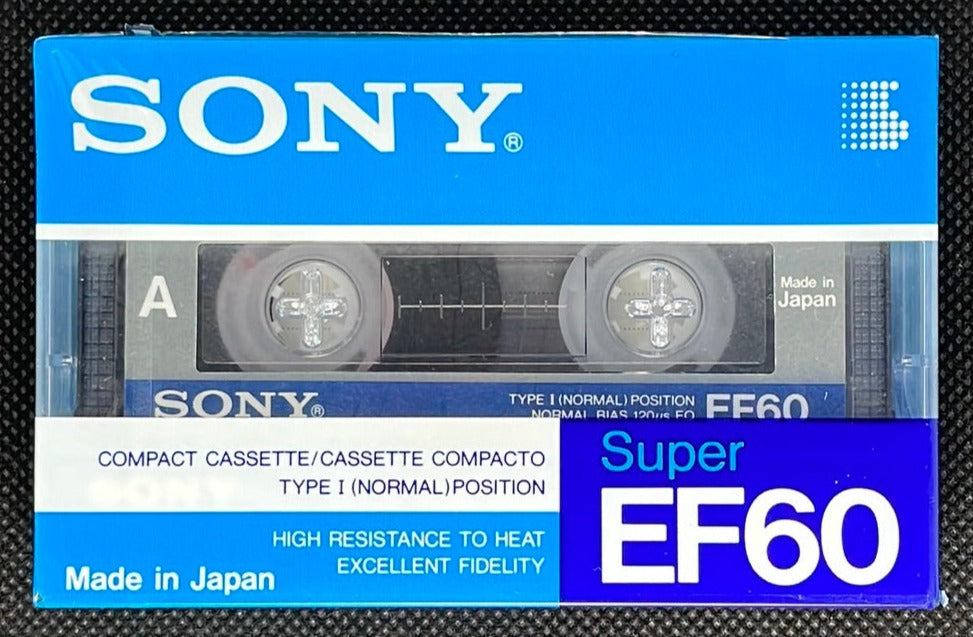 SONY®
A
Made in
Japan
SONY®
TYPE I (NORMAL) POSITION
NORMAL BIAS 120μs EQ
EF60
COMPACT CASSETTE/CASSETTE COMPACTO
TYPE I (NORMAL) POSITION
Super
EF60
HIGH RESISTANCE TO HEAT
EXCELLENT FIDELITY
Made in Japan